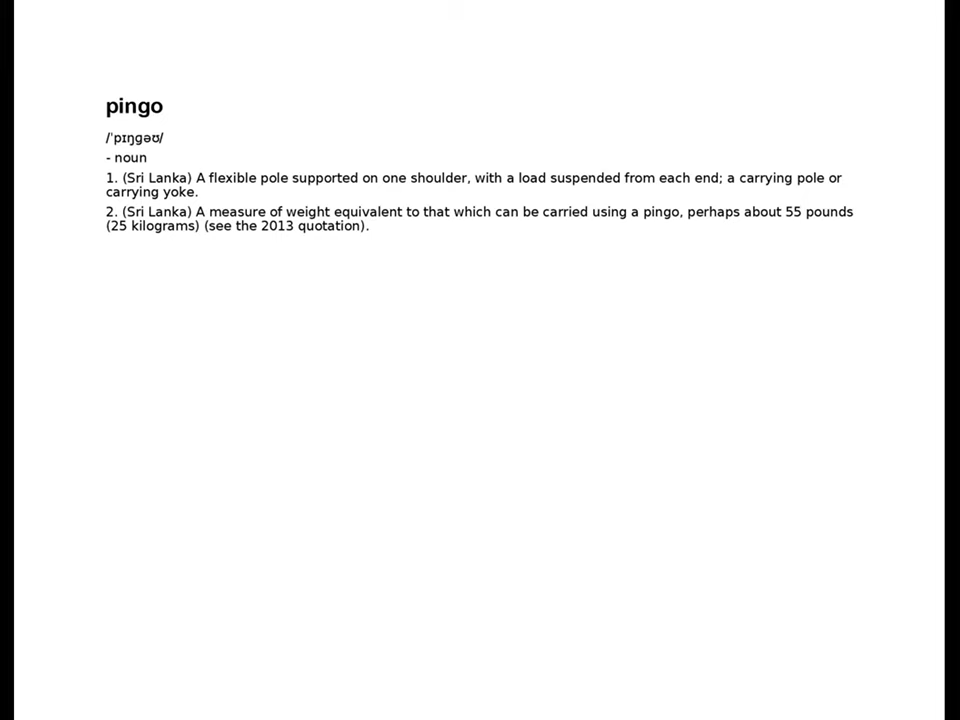 pingo
/ˈpɪŋɡəʊ/
- noun
1. (Sri Lanka) A flexible pole supported on one shoulder, with a load suspended from each end; a carrying pole or
carrying yoke.
2. (Sri Lanka) A measure of weight equivalent to that which can be carried using a pingo, perhaps about 55 pounds
(25 kilograms) (see the 2013 quotation).